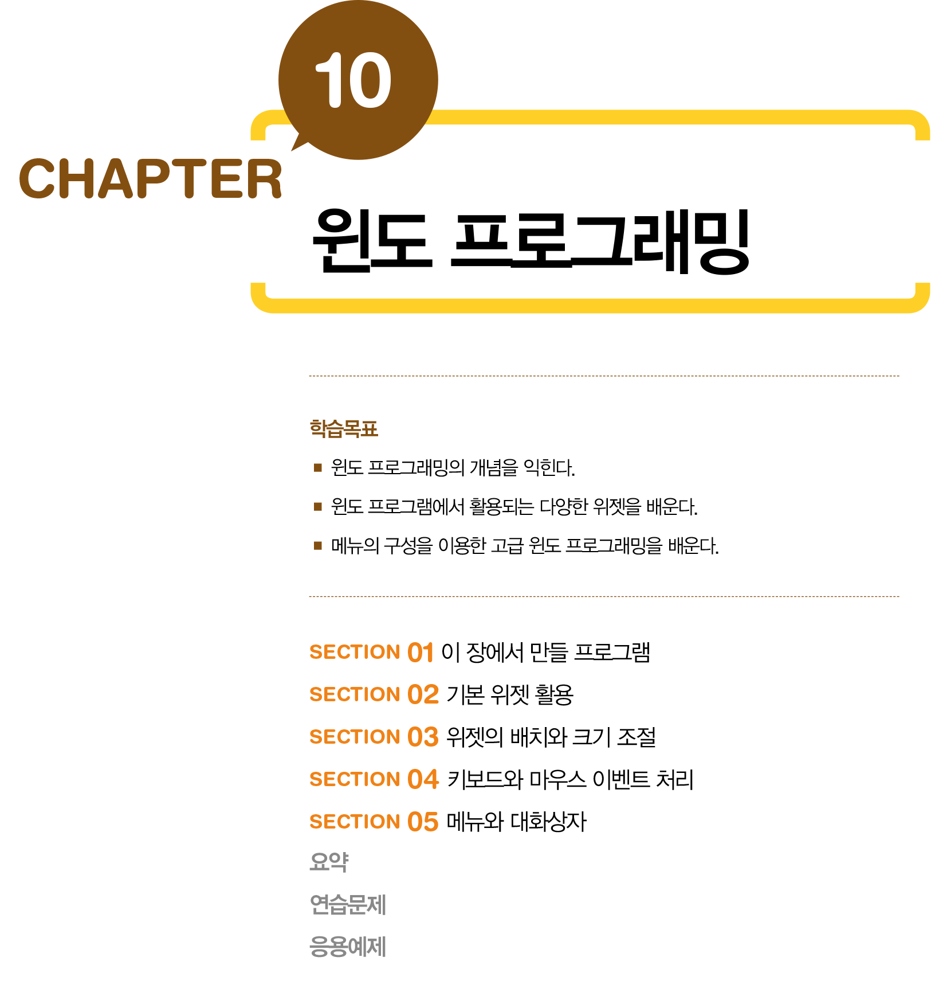 10
CHAPTER
윈도 프로그래밍
학습목표
■ 윈도 프로그래밍의 개념을 익힌다.
■ 윈도 프로그램에서 활용되는 다양한 위젯을 배운다.
■ 메뉴의 구성을 이용한 고급 윈도 프로그래밍을 배운다.
SECTION 01 이 장에서 만들 프로그램
SECTION 02 기본 위젯 활용
SECTION 03 위젯의 배치와 크기 조절
SECTION 04 키보드와 마우스 이벤트 처리
SECTION 05 메뉴와 대화상자
요약
연습문제
응용예제